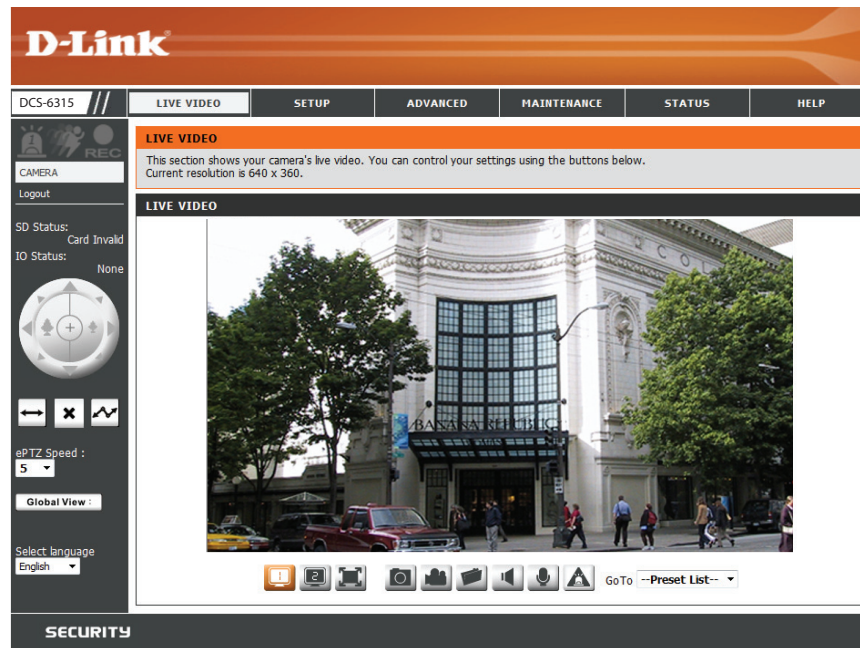 D-Link
DCS-6315
LIVE VIDEO
SETUP
ADVANCED
MAINTENANCE
STATUS
HELP
REC
CAMERA
Logout
SD Status:
Card Invalid
IO Status:
None
ePTZ Speed :
5
Global View :
Select language
English
LIVE VIDEO
This section shows your camera's live video. You can control your settings using the buttons below.
Current resolution is 640 x 360.
LIVE VIDEO
COL
BANANA REPUBLIC
1
2
GoTo
--Preset List--
SECURITY